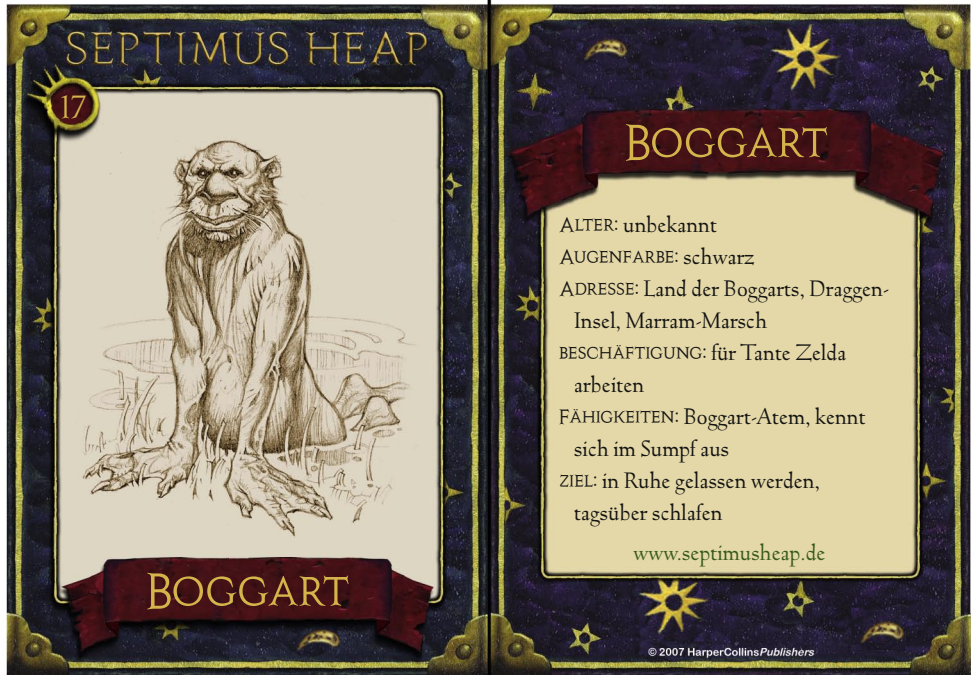 SEPTIMUS HEAP
17
BOGGART
BOGGART
ALTER: unbekannt
AUGENFARBE: schwarz
ADRESSE: Land der Boggarts, Draggen-
Insel, Marram-Marsch
BESCHÄFTIGUNG: für Tante Zelda
arbeiten
FÄHIGKEITEN: Boggart-Atem, kennt
sich im Sumpf aus
ZIEL: in Ruhe gelassen werden,
tagsüber schlafen
www.septimusheap.de
© 2007 HarperCollinsPublishers